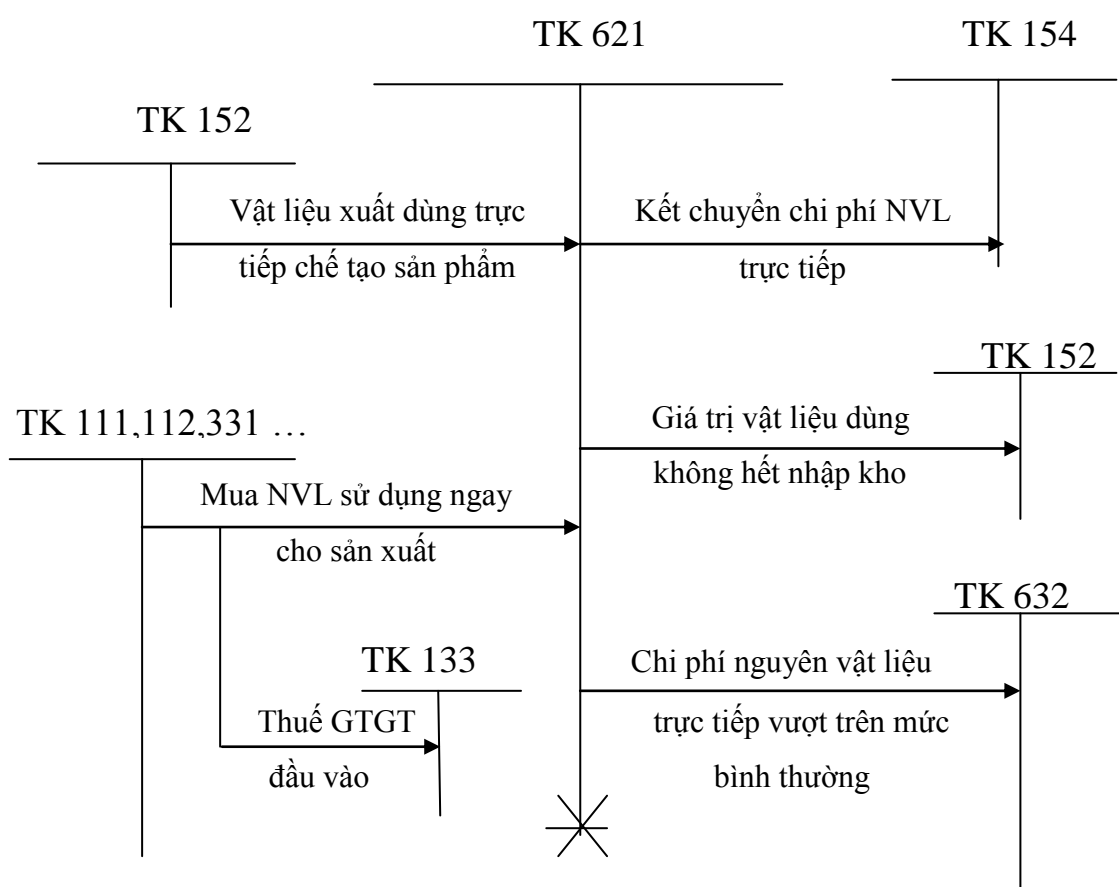 TK 621
TK 154
TK 152
Vật liệu xuất dùng trực
tiếp chế tạo sản phẩm
Kết chuyển chi phí NVL
trực tiếp
TK 152
TK 111,112,331 …
Giá trị vật liệu dùng
không hết nhập kho
Mua NVL sử dụng ngay
cho sản xuất
TK 632
TK 133
Chi phí nguyên vật liệu
trực tiếp vượt trên mức
bình thường
Thuế GTGT
đầu vào